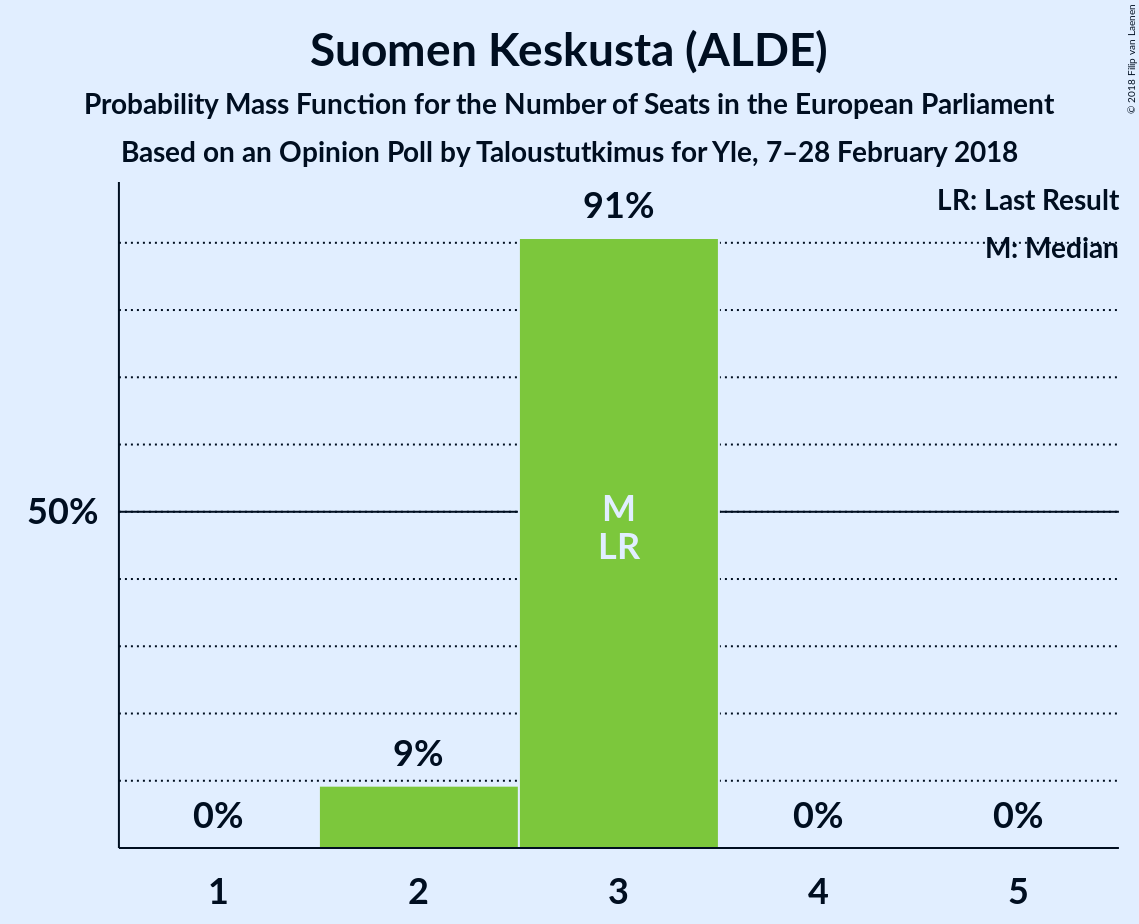 Suomen Keskusta (ALDE)
Probability Mass Function for the Number of Seats in the European Parliament
Based on an Opinion Poll by Taloustutkimus for Yle, 7–28 February 2018
© 2018 Filip van Laenen
LR: Last Result
M: Median
91%
50%
M
LR
9%
0%
0%
0%
1
2
3
4
5